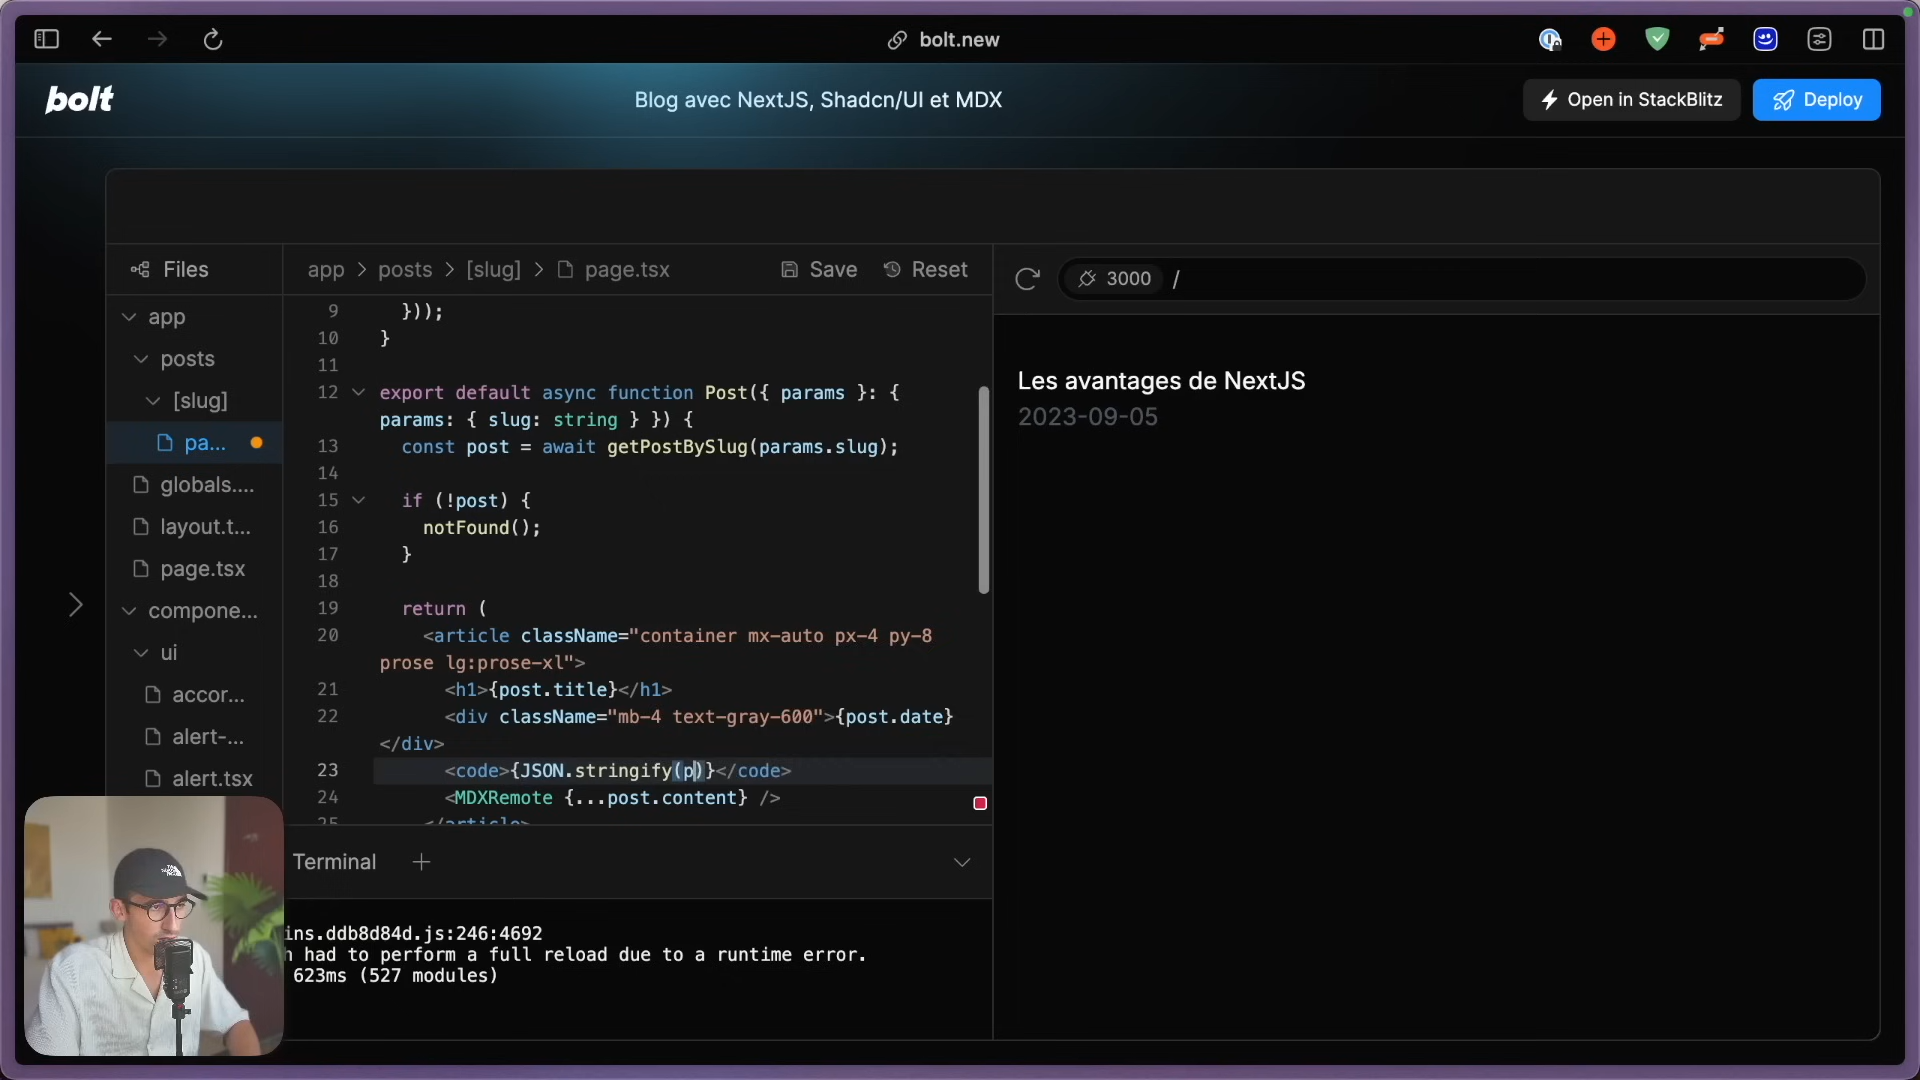 bolt.new
bolt
Blog avec NextJS, Shadcn/UI et MDX
Open in StackBlitz
Deploy
Files
app > posts > [slug] > page.tsx
Save
Reset
3000
/
app
posts
[slug]
pa...
globals....
layout.t...
page.tsx
compone...
ui
accor...
alert-...
alert.tsx
9 }));
10 }
11
12 export default async function Post({ params }: {
params: { slug: string } }) {
13 const post = await getPostBySlug(params.slug);
14
15 if (!post) {
16 notFound();
17 }
18
19 return (
20 <article className="container mx-auto px-4 py-8
prose lg:prose-xl">
21 <h1>{post.title}</h1>
22 <div className="mb-4 text-gray-600">{post.date}
</div>
23 <code>{JSON.stringify(p)}</code>
24 <MDXRemote {...post.content} />
25 </article>
Les avantages de NextJS
2023-09-05
Terminal
ins.ddb8d84d.js:246:4692
h had to perform a full reload due to a runtime error.
623ms (527 modules)